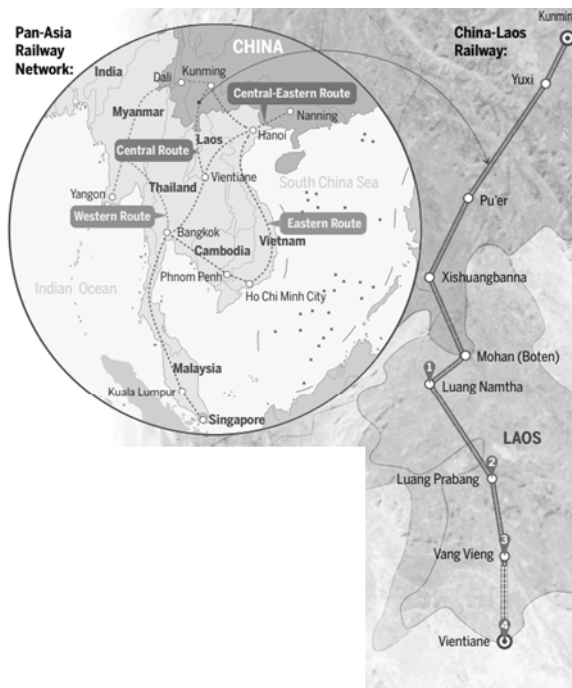 Pan-Asia
Railway
Network:
CHINA
India
Dali
Kunming
Central-Eastern Route
Myanmar
Nanning
Hanoi
Laos
Central Route
Thailand
Vientiane
South China Sea
Yangon
Western Route
Eastern Route
Bangkok
Vietnam
Cambodia
Phnom Penh
Ho Chi Minh City
Indian Ocean
Malaysia
Kuala Lumpur
Singapore
China-Laos
Railway:
Kunmin
Yuxi
Pu'er
Xishuangbanna
Mohan (Boten)
1
Luang Namtha
LAOS
2
Luang Prabang
3
Vang Vieng
4
Vientiane